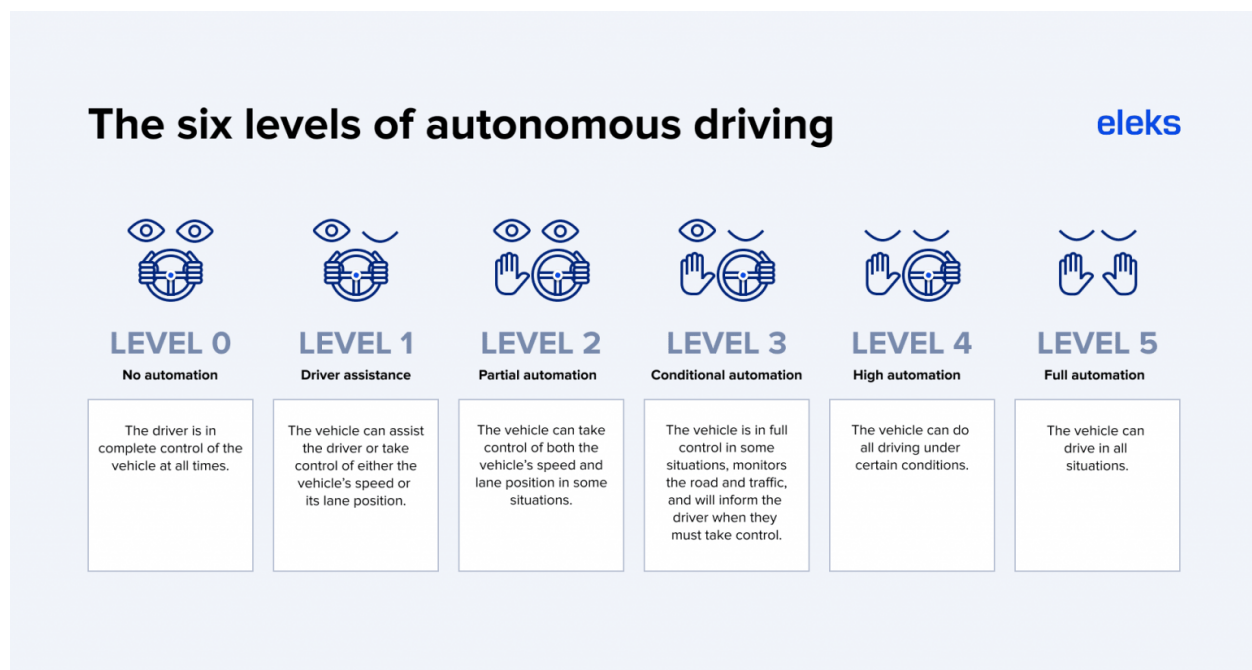 The six levels of autonomous driving
eleks
LEVEL 0
No automation
The driver is in
complete control of the
vehicle at all times.
LEVEL 1
Driver assistance
The vehicle can assist
the driver or take
control of either the
vehicle's speed or
its lane position.
LEVEL 2
Partial automation
The vehicle can take
control of both the
vehicle's speed and
lane position in some
situations.
LEVEL 3
Conditional automation
The vehicle is in full
control in some
situations, monitors
the road and traffic,
and will inform the
driver when they
must take control.
LEVEL 4
High automation
The vehicle can do
all driving under
certain conditions.
LEVEL 5
Full automation
The vehicle can
drive in all
situations.